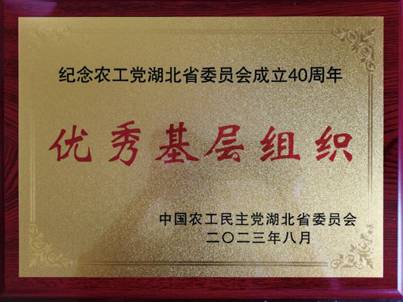 纪念农工党湖北省委员会成立40周年
优秀基层组织
中国农工民主党湖北省委员会
二〇二三年八月